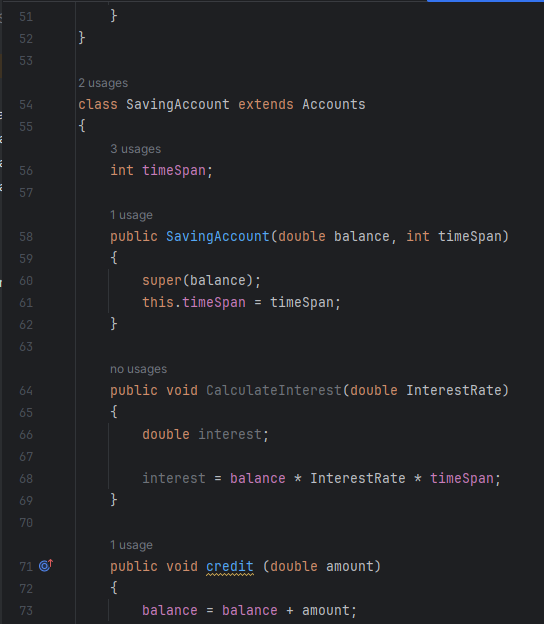 51 }
52 }
53
2 usages
54 class SavingAccount extends Accounts
55 {
3 usages
56 int timeSpan;
57
1 usage
58 public SavingAccount(double balance, int timeSpan)
59 {
60 super(balance);
61 this.timeSpan = timeSpan;
62 }
63
no usages
64 public void CalculateInterest(double InterestRate)
65 {
66 double interest;
67
68 interest = balance * InterestRate * timeSpan;
69 }
70
1 usage
71 public void credit (double amount)
72 {
73 balance = balance + amount;